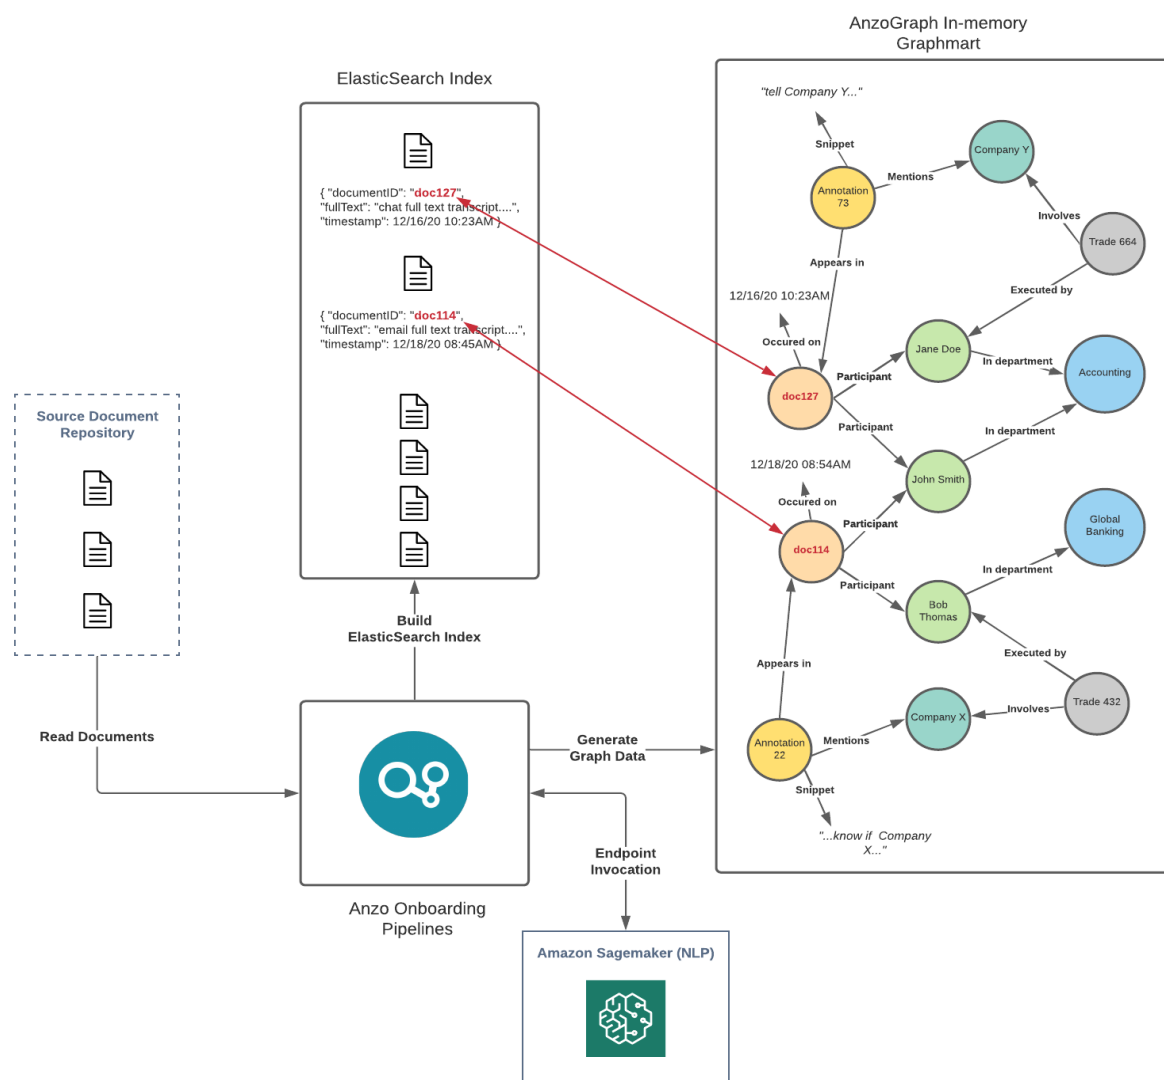 AnzoGraph In-memory
Graphmart
ElasticSearch Index
{ "documentID": "doc127",
"fullText": "chat full text transcript....",
"timestamp": 12/16/20 10:23AM }
{ "documentID": "doc114",
"fullText": "email full text transcript....",
"timestamp": 12/18/20 08:45AM }
Source Document
Repository
Read Documents
Build
ElasticSearch Index
Generate
Graph Data
Endpoint
Invocation
Anzo Onboarding
Pipelines
Amazon Sagemaker (NLP)
"tell Company Y..."
Snippet
Annotation
73
Mentions
Company Y
Involves
Trade 664
Appears in
Executed by
12/16/20 10:23AM
Occured on
Jane Doe
In department
Accounting
Participant
doc127
Participant
In department
12/18/20 08:54AM
John Smith
Occured on
Participant
Global
Banking
doc114
In department
Participant
Bob
Thomas
Executed by
Appears in
Trade 432
Involves
Company X
Mentions
Annotation
22
Snippet
"...know if  Company
X..."